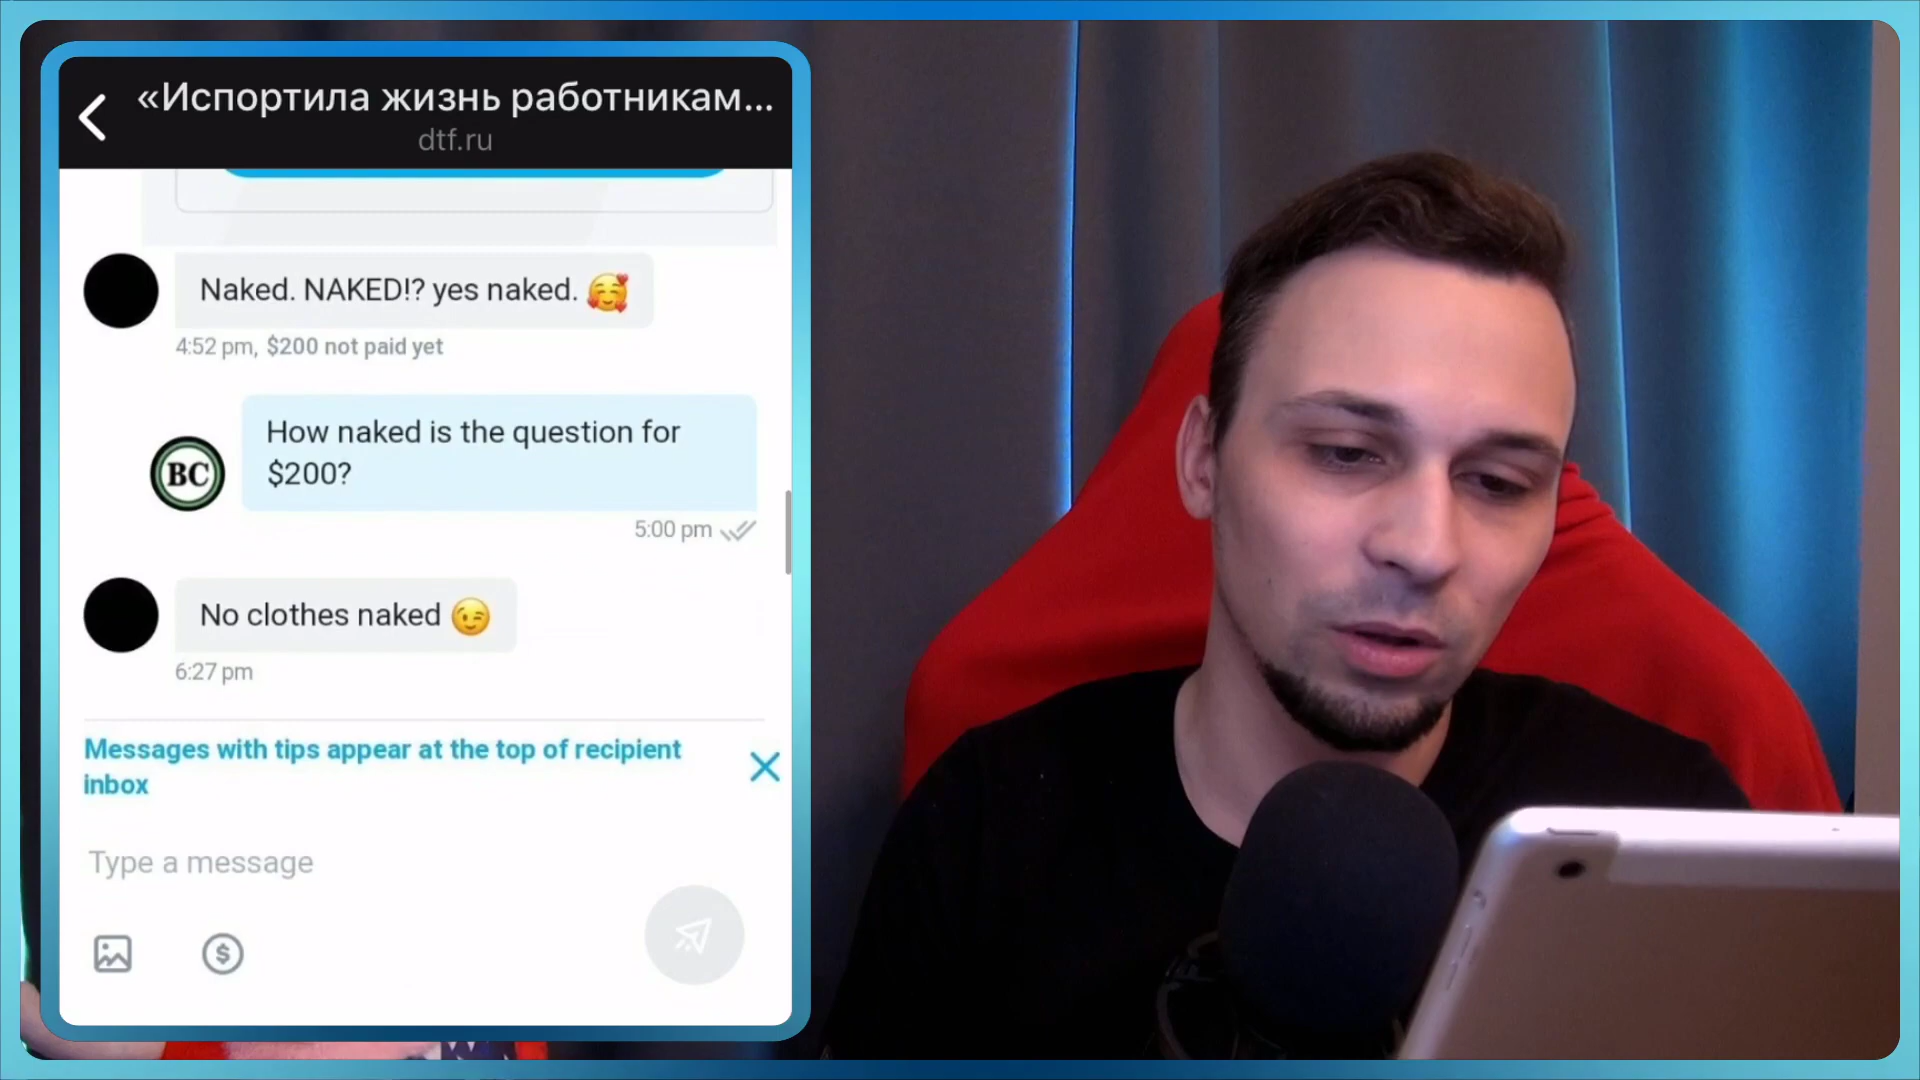 «Испортила жизнь работникам...
dtf.ru
Naked. NAKED!? yes naked. 🥰
4:52 pm, $200 not paid yet
How naked is the question for
$200?
BC
5:00 pm
No clothes naked 😉
6:27 pm
Messages with tips appear at the top of recipient
inbox
Type a message